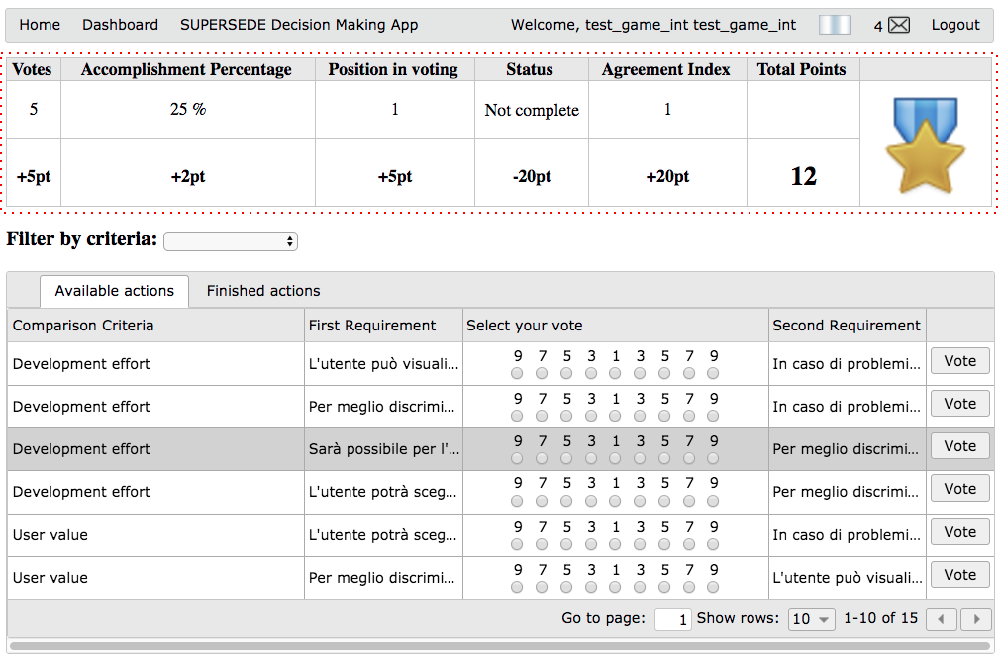 Home Dashboard SUPERSEDE Decision Making App Welcome, test_game_int test_game_int 4 Logout
Votes Accomplishment Percentage Position in voting Status Agreement Index Total Points
5 25 % 1 Not complete 1
+5pt +2pt +5pt -20pt +20pt 12
Filter by criteria:
Available actions Finished actions
Comparison Criteria First Requirement Select your vote Second Requirement
9 7 5 3 1 3 5 7 9
Development effort L'utente può visuali... In caso di problemi... Vote
9 7 5 3 1 3 5 7 9
Development effort Per meglio discrimi... In caso di problemi... Vote
9 7 5 3 1 3 5 7 9
Development effort Sarà possibile per l'... Per meglio discrimi... Vote
9 7 5 3 1 3 5 7 9
Development effort L'utente potrà sceg... Per meglio discrimi... Vote
9 7 5 3 1 3 5 7 9
User value L'utente potrà sceg... In caso di problemi... Vote
9 7 5 3 1 3 5 7 9
User value Per meglio discrimi... L'utente può visuali... Vote
Go to page: 1 Show rows: 10 1-10 of 15